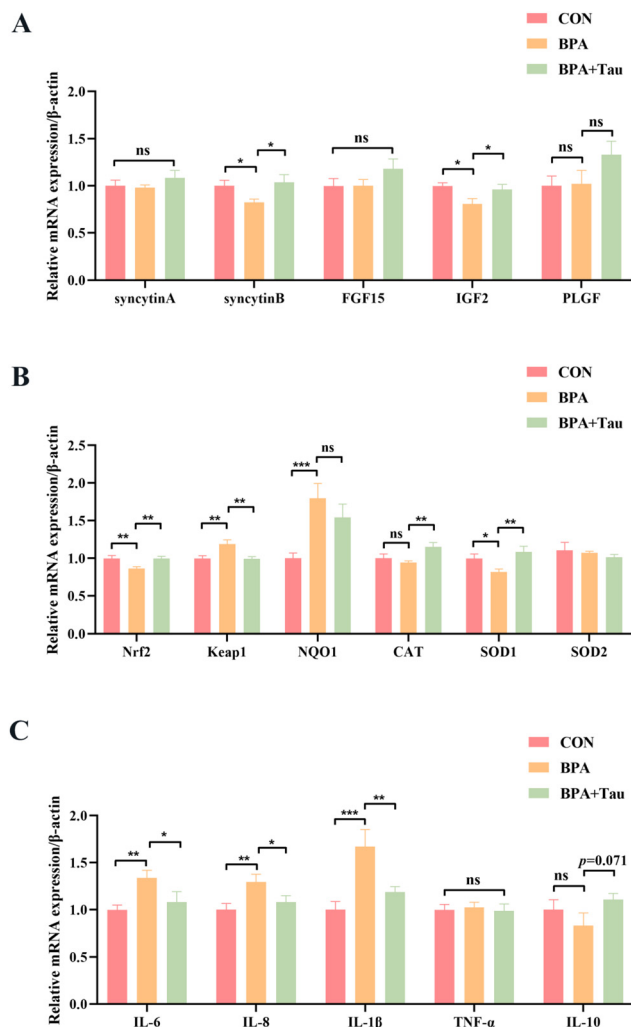 A
CON
BPA
BPA+Tau
Relative mRNA expression/β-actin
2.0
1.5
1.0
0.5
0.0
ns
*
*
ns
*
*
ns
ns
syncytinA syncytinB FGF15 IGF2 PLGF
B
CON
BPA
BPA+Tau
Relative mRNA expression/β-actin
2.5
2.0
1.5
1.0
0.5
0.0
**
**
**
**
***
ns
ns
**
*
**
Nrf2 Keap1 NQO1 CAT SOD1 SOD2
C
CON
BPA
BPA+Tau
Relative mRNA expression/β-actin
2.0
1.5
1.0
0.5
0.0
**
*
**
*
***
**
ns
ns
p=0.071
IL-6 IL-8 IL-1β TNF-α IL-10